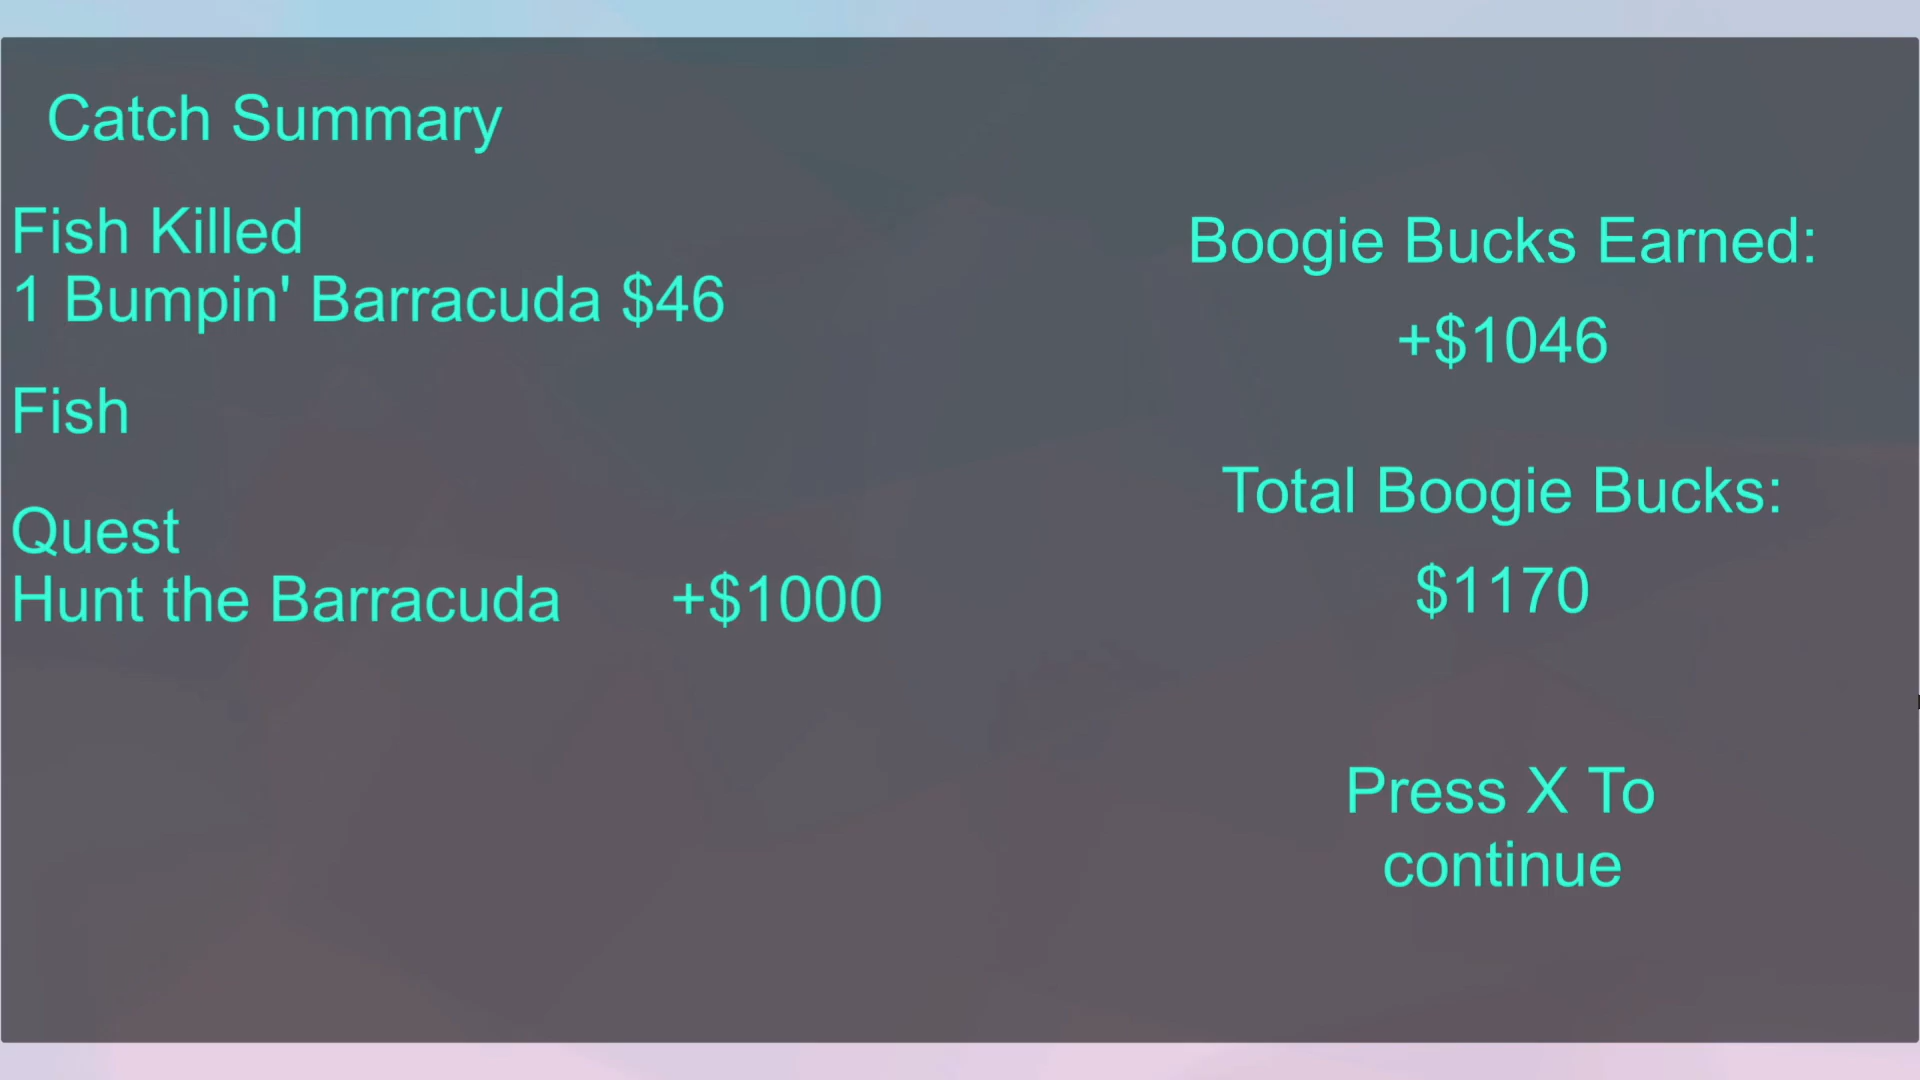 Catch Summary
Fish Killed
1 Bumpin' Barracuda $46
Fish
Quest
Hunt the Barracuda +$1000
Boogie Bucks Earned:
+$1046
Total Boogie Bucks:
$1170
Press X To
continue